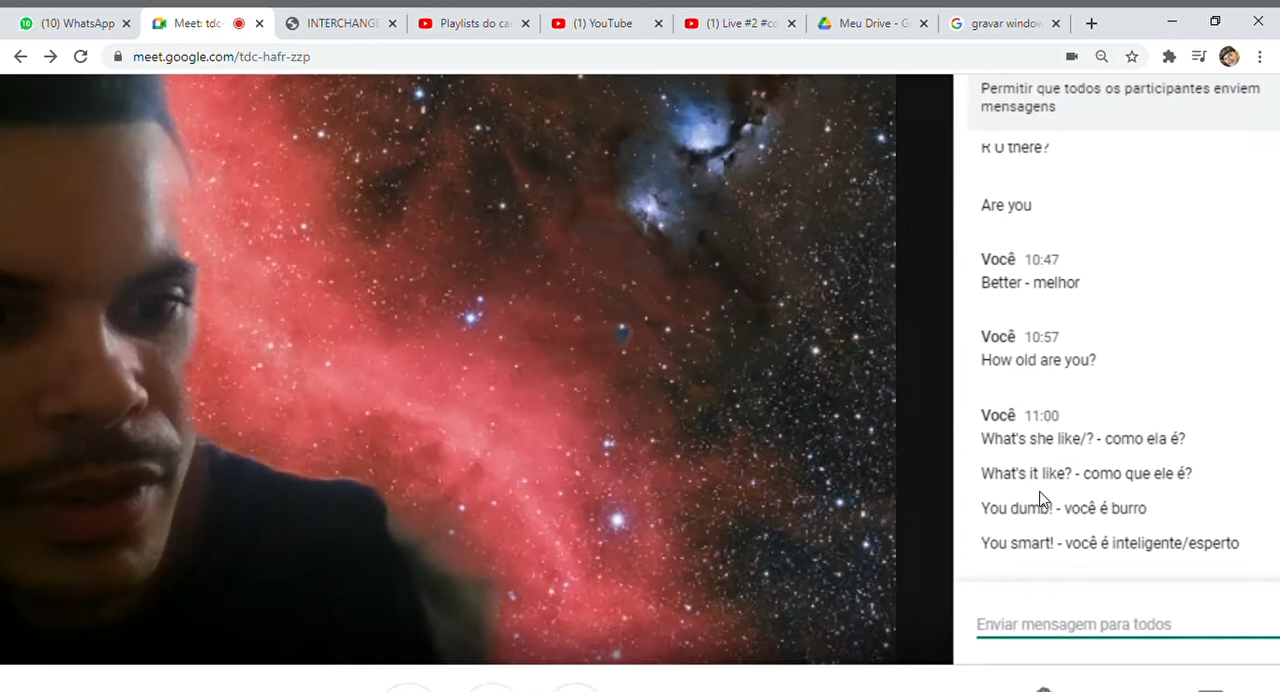 (10) WhatsApp
Meet: tdc-
INTERCHANGE
Playlists do ca
(1) YouTube
(1) Live #2 #co
Meu Drive - G
gravar window
meet.google.com/tdc-hafr-zzp
Permitir que todos os participantes enviem
mensagens
R U there?
Are you
Você 10:47
Better - melhor
Você 10:57
How old are you?
Você 11:00
What's she like/? - como ela é?
What's it like? - como que ele é?
You dumb! - você é burro
You smart! - você é inteligente/esperto
Enviar mensagem para todos